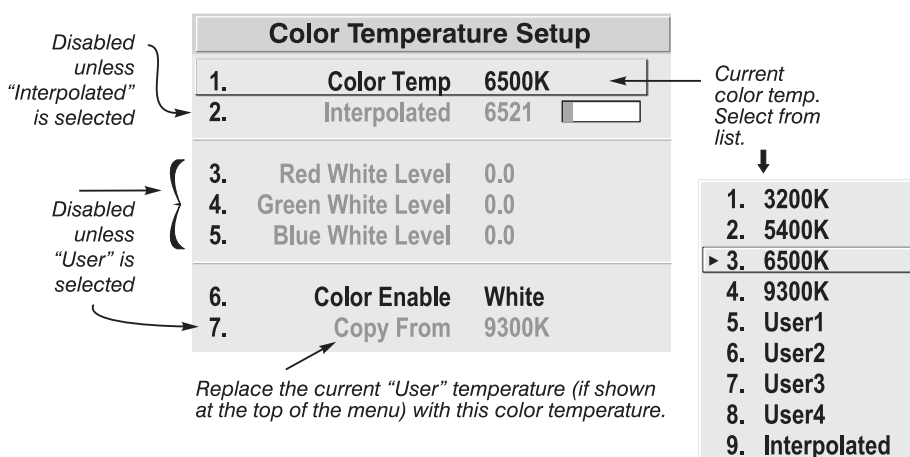 Color Temperature Setup
Disabled
unless
“Interpolated”
is selected
1. Color Temp 6500K
2. Interpolated 6521
3. Red White Level 0.0
4. Green White Level 0.0
5. Blue White Level 0.0
Disabled
unless
“User” is
selected
6. Color Enable White
7. Copy From 9300K
Replace the current “User” temperature (if shown
at the top of the menu) with this color temperature.
Current
color temp.
Select from
list.
1. 3200K
2. 5400K
3. 6500K
4. 9300K
5. User1
6. User2
7. User3
8. User4
9. Interpolated